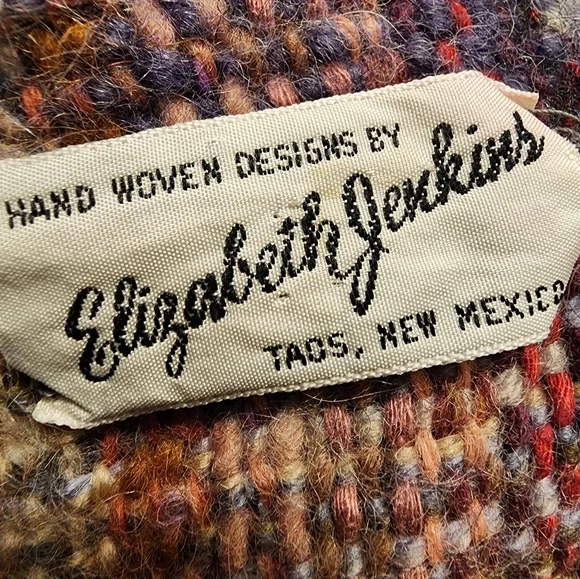 HAND WOVEN DESIGNS BY
Elizabeth Jenkins
TAOS, NEW MEXICO